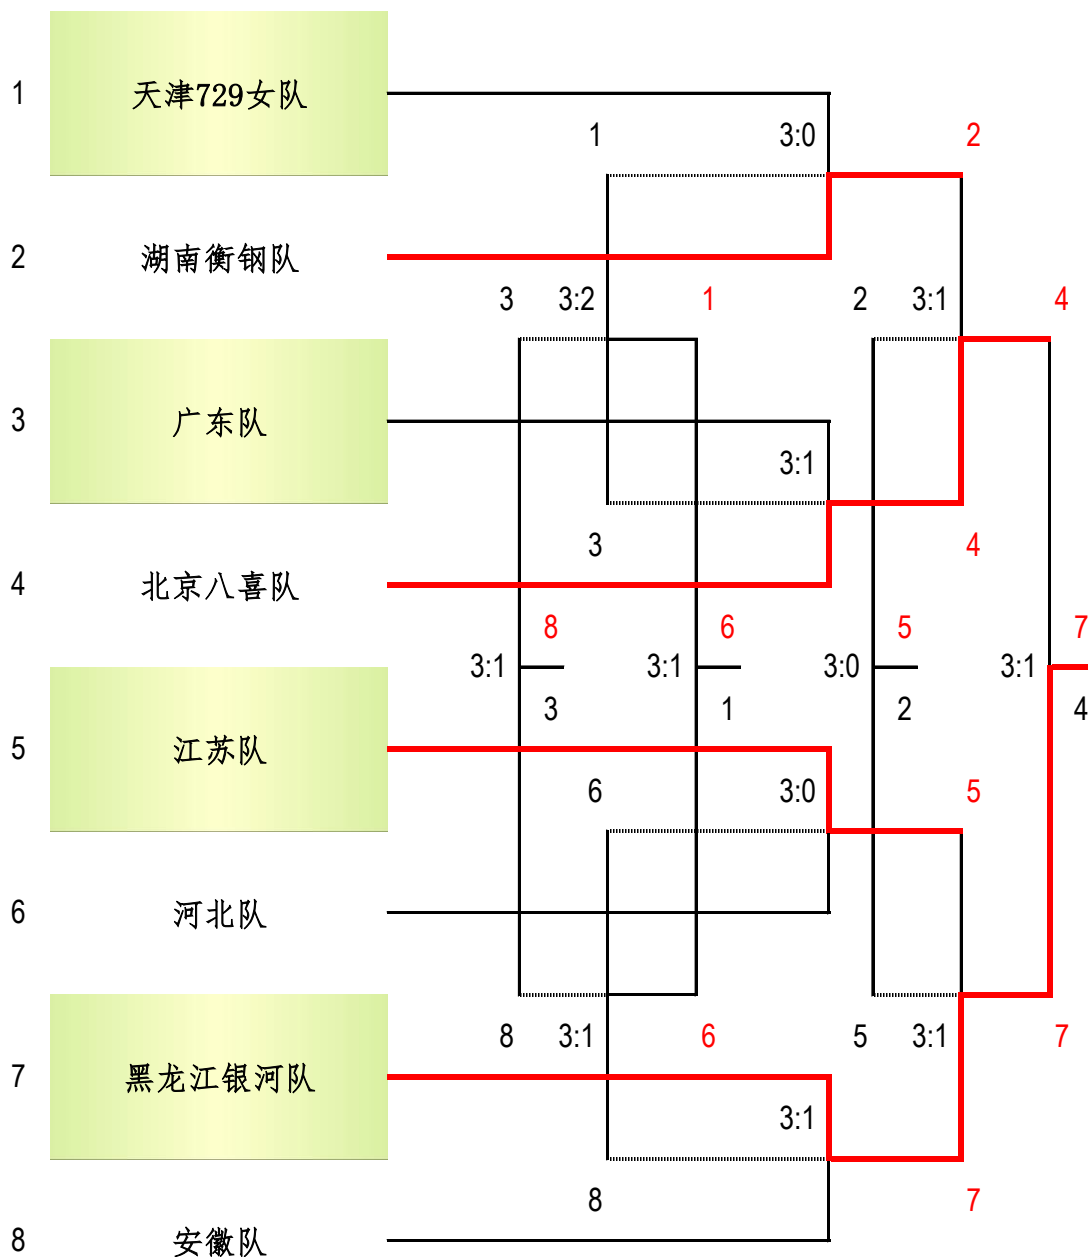 1 天津729女队
1 3:0 2
2 湖南衡钢队
3 3:2 1 2 3:1 4
3 广东队
3:1
3 4
4 北京八喜队
8 6 5 7
3:1 3:1 3:0 3:1
3 1 2 4
5 江苏队
6 3:0 5
6 河北队
8 3:1 6 5 3:1 7
7 黑龙江银河队
3:1
8 7
8 安徽队